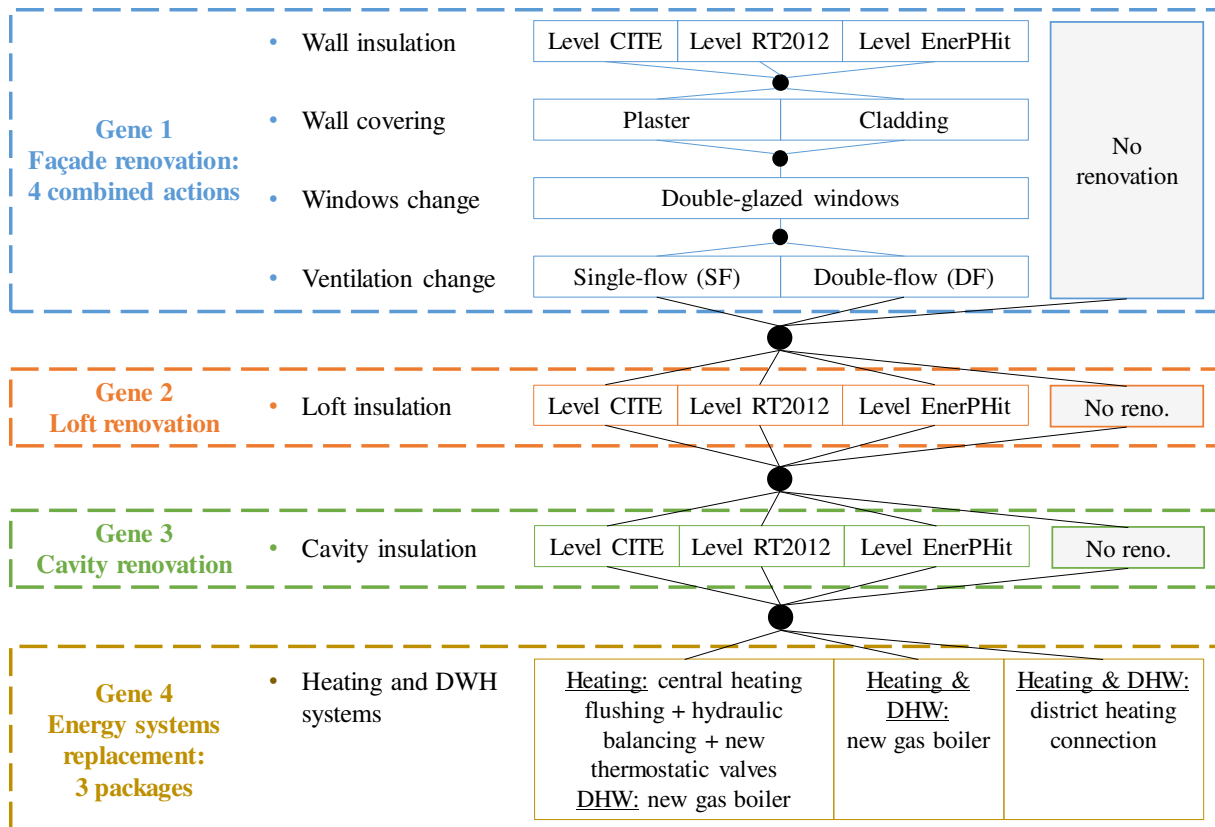 Gene 1
Façade renovation:
4 combined actions
• Wall insulation
Level CITE
Level RT2012
Level EnerPHit
• Wall covering
Plaster
Cladding
• Windows change
Double-glazed windows
• Ventilation change
Single-flow (SF)
Double-flow (DF)
No
renovation
Gene 2
Loft renovation
• Loft insulation
Level CITE
Level RT2012
Level EnerPHit
No reno.
Gene 3
Cavity renovation
• Cavity insulation
Level CITE
Level RT2012
Level EnerPHit
No reno.
Gene 4
Energy systems
replacement:
3 packages
• Heating and DWH
systems
Heating: central heating
flushing + hydraulic
balancing + new
thermostatic valves
DHW: new gas boiler
Heating &
DHW:
new gas boiler
Heating & DHW:
district heating
connection